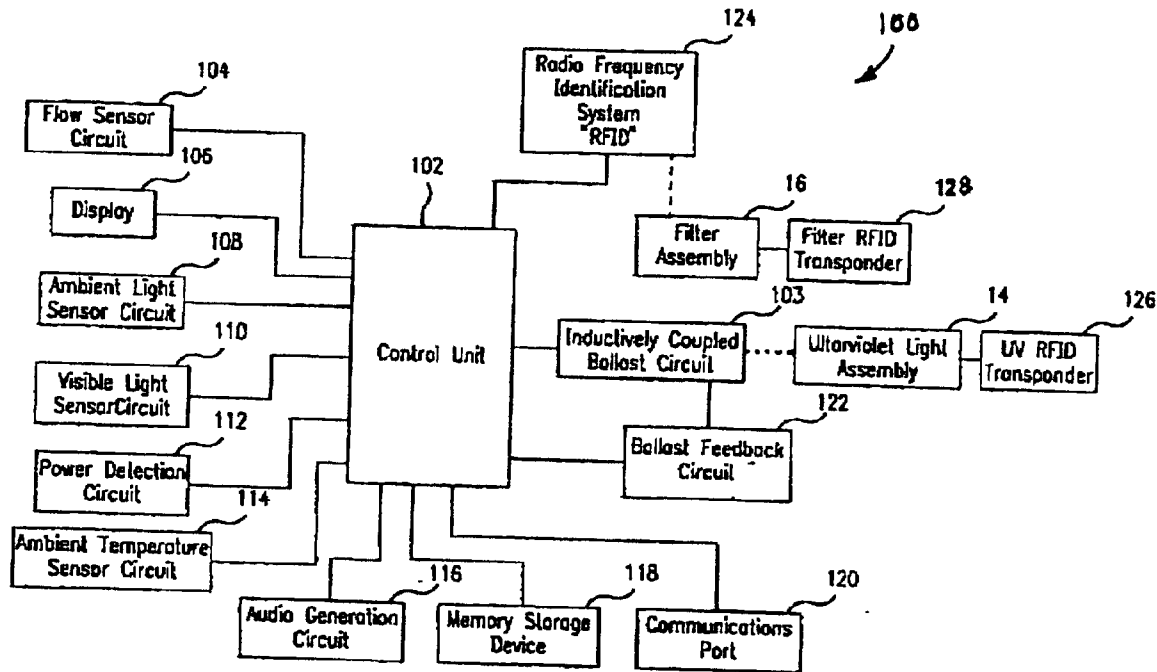 124
166
Radio Frequency
Identification
System
"RFID"
104
Flow Sensor
Circuit
106
Display
102
Control Unit
16
Filter
Assembly
128
Filter RFID
Transponder
108
Ambient Light
Sensor Circuit
103
Inductively Coupled
Ballast Circuit
14
Ultarviolet Light
Assembly
126
UV RFID
Transponder
110
Visible Light
SensorCircuit
122
Ballast Feedback
Circuit
112
Power Detection
Circuit
114
Ambient Temperature
Sensor Circuit
116
Audio Generation
Circuit
118
Memory Storage
Device
120
Communications
Port